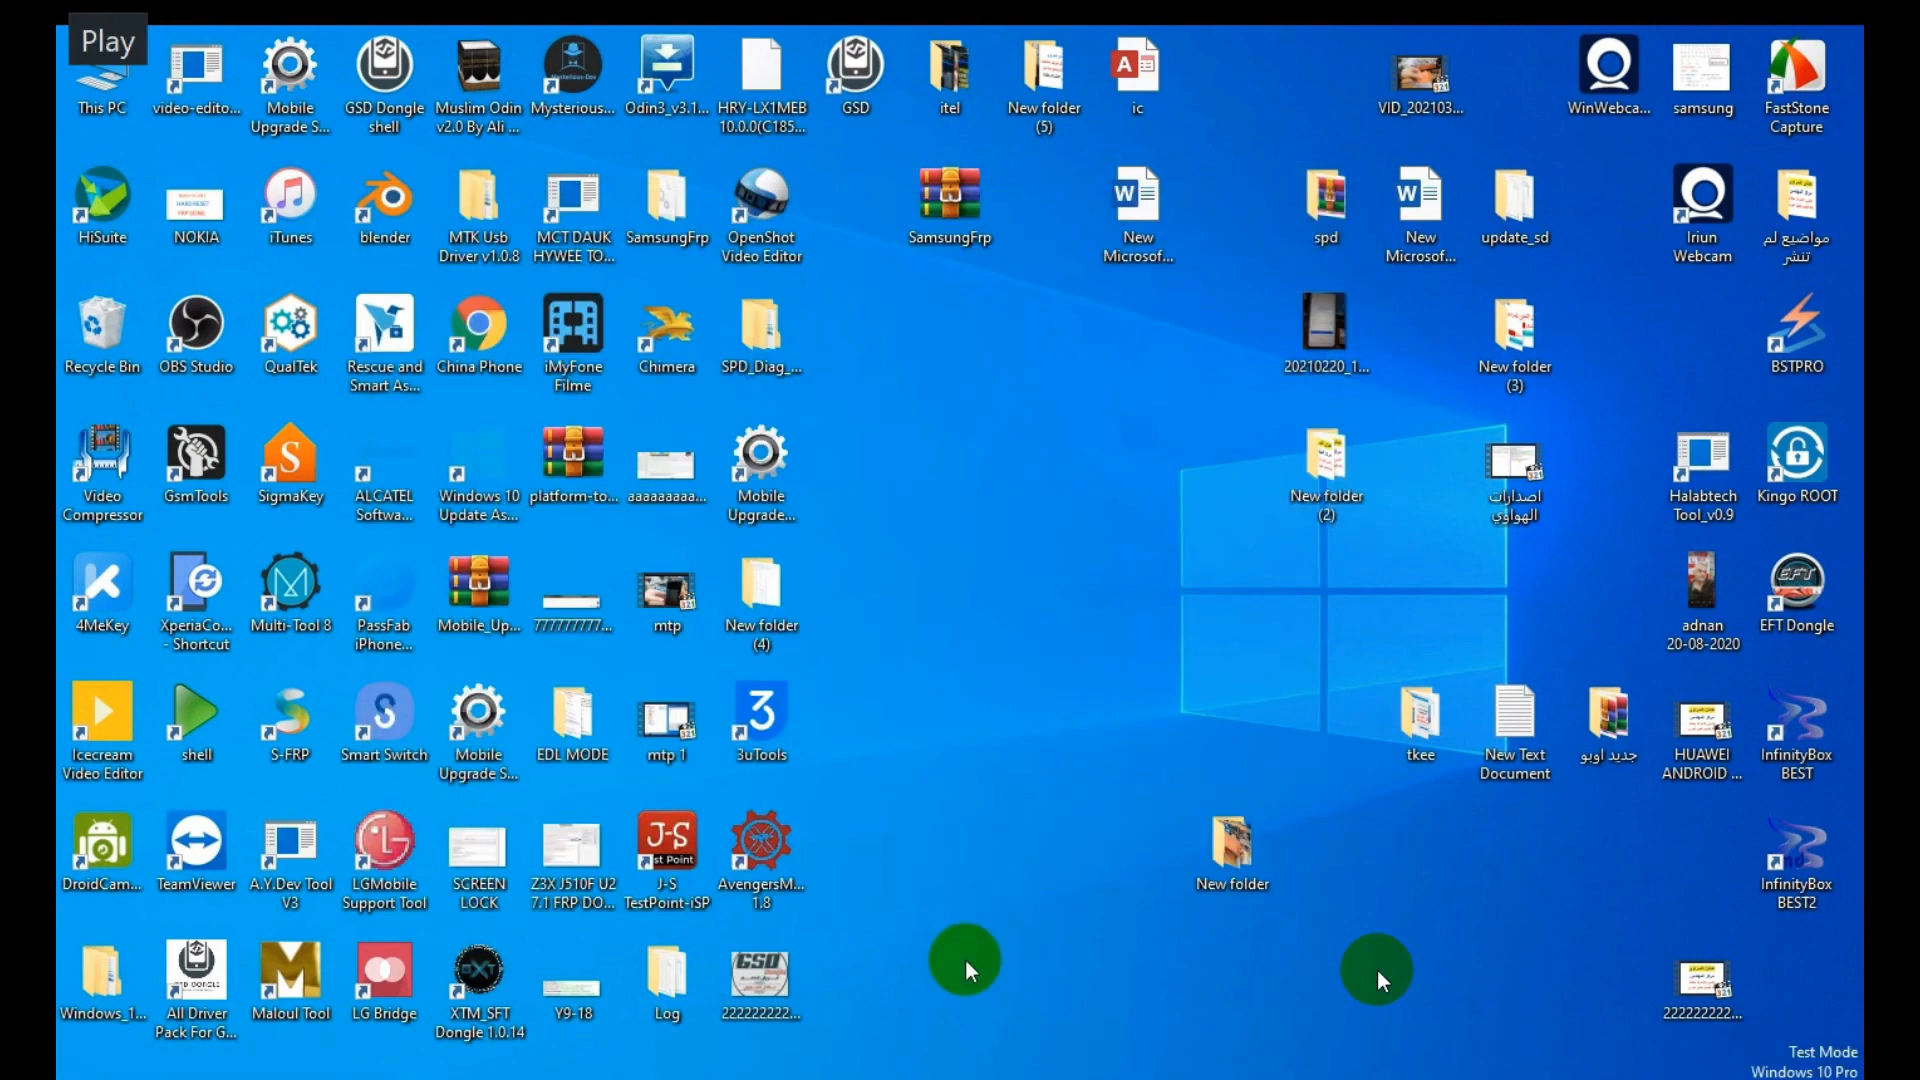 Play
This PC
video-edito...
Mobile
Upgrade S...
GSD Dongle
shell
Muslim Odin
v2.0 By Ali ...
Mysterious...
Odin3_v3.1...
HRY-LX1MEB
10.0.0(C185...
GSD
itel
New folder
(5)
ic
VID_202103...
WinWebca...
samsung
FastStone
Capture
HiSuite
NOKIA
iTunes
blender
MTK Usb
Driver v1.0.8
MCT DAUK
HYWEE TO...
SamsungFrp
OpenShot
Video Editor
SamsungFrp
New
Microsof...
spd
New
Microsof...
update_sd
Iriun
Webcam
مواضيع لم
تنشر
Recycle Bin
OBS Studio
QualTek
Rescue and
Smart As...
China Phone
iMyFone
Filme
Chimera
SPD_Diag_...
20210220_1...
New folder
(3)
BSTPRO
Video
Compressor
GsmTools
SigmaKey
ALCATEL
Softwa...
Windows 10
Update As...
platform-to...
aaaaaaaaa...
Mobile
Upgrade...
New folder
(2)
اصدارات
الهواوي
Halabtech
Tool_v0.9
Kingo ROOT
4MeKey
XperiaCo...
- Shortcut
Multi-Tool 8
PassFab
iPhone...
Mobile_Up...
777777777...
mtp
New folder
(4)
adnan
20-08-2020
EFT
EFT Dongle
Icecream
Video Editor
shell
S-FRP
Smart Switch
Mobile
Upgrade S...
EDL MODE
mtp 1
3uTools
tkee
New Text
Document
جديد اوبو
HUAWEI
ANDROID ...
InfinityBox
BEST
DroidCam...
TeamViewer
A.Y.Dev Tool
V3
LGMobile
Support Tool
SCREEN
LOCK
Z3X J510F U2
7.1 FRP DO...
J-S
st Point
J-S
TestPoint-iSP
AvengersM...
1.8
New folder
InfinityBox
BEST2
Windows_1...
All Driver
Pack For G...
Maloul Tool
LG Bridge
XTM_SFT
Dongle 1.0.14
Y9-18
Log
GSD
222222222...
222222222...
Test Mode
Windows 10 Pro